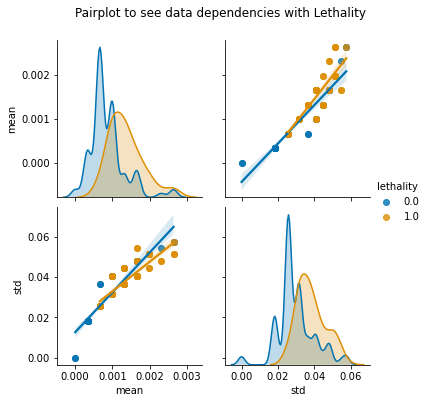 Pairplot to see data dependencies with Lethality
0.002
0.001
0.000
mean
lethality
0.0
1.0
0.06
0.04
0.02
0.00
std
0.000 0.001 0.002 0.003
0.00 0.02 0.04 0.06
mean
std